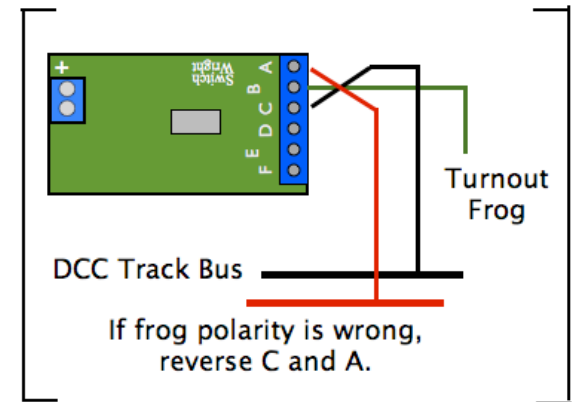 +
Switch
Wright
A
B
C
D
E
F
Turnout
Frog
DCC Track Bus
If frog polarity is wrong,
reverse C and A.